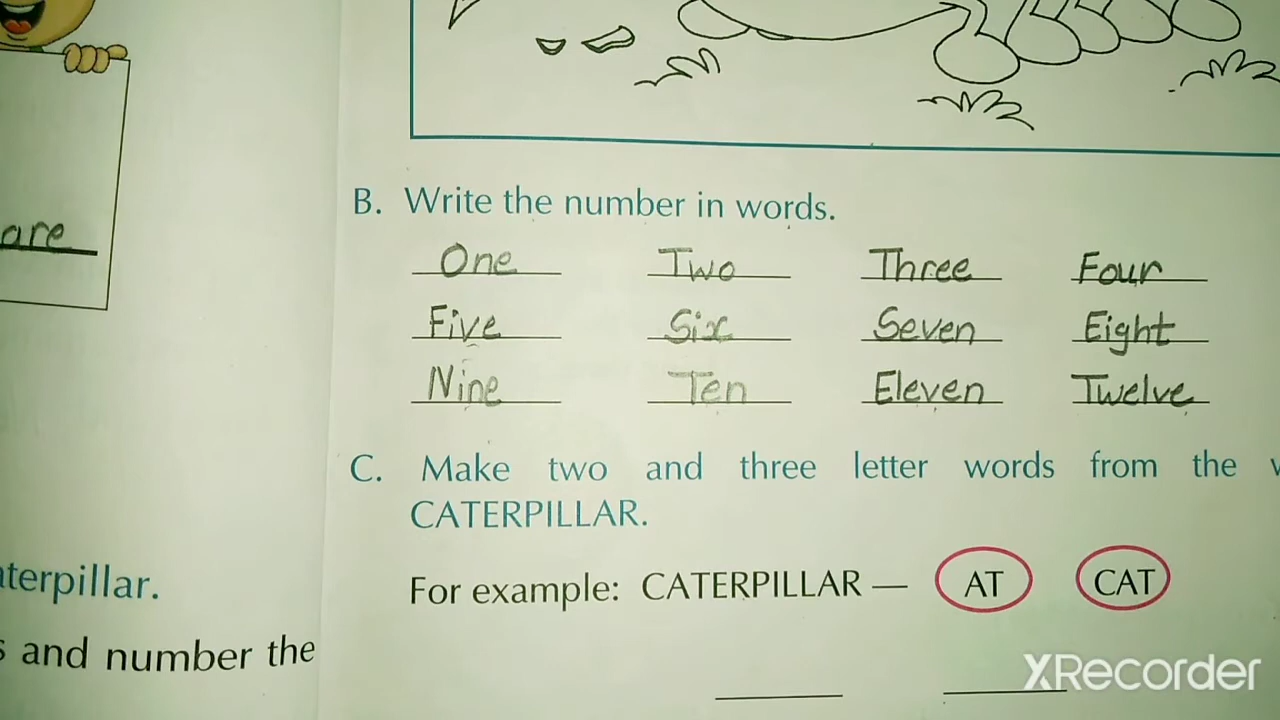 are
B. Write the number in words.
One Two Three Four
Five Six Seven Eight
Nine Ten Eleven Twelve
C. Make two and three letter words from the
CATERPILLAR.
For example: CATERPILLAR — AT CAT
aterpillar.
s and number the
XRecorder